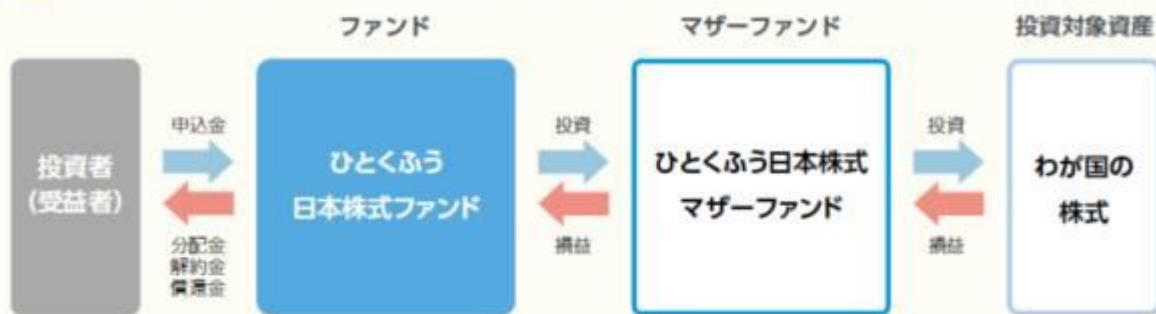 ファンド
マザーファンド
投資対象資産
投資者
(受益者)
申込金
分配金
解約金
償還金
ひとくふう
日本株式ファンド
投資
損益
ひとくふう日本株式
マザーファンド
投資
損益
わが国の
株式